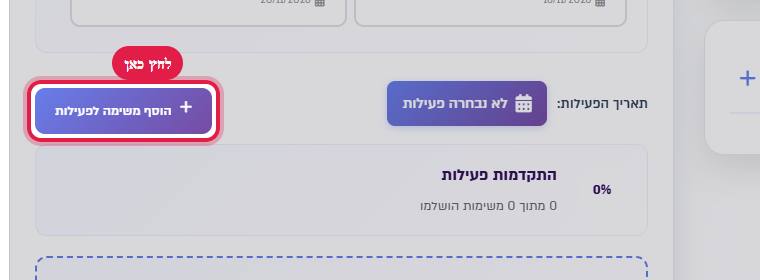 לחץ כאן
תאריך הפעילות:
לא נבחרה פעילות
+ הוסף משימה לפעילות
התקדמות פעילות
0%
0 מתוך 0 משימות הושלמו